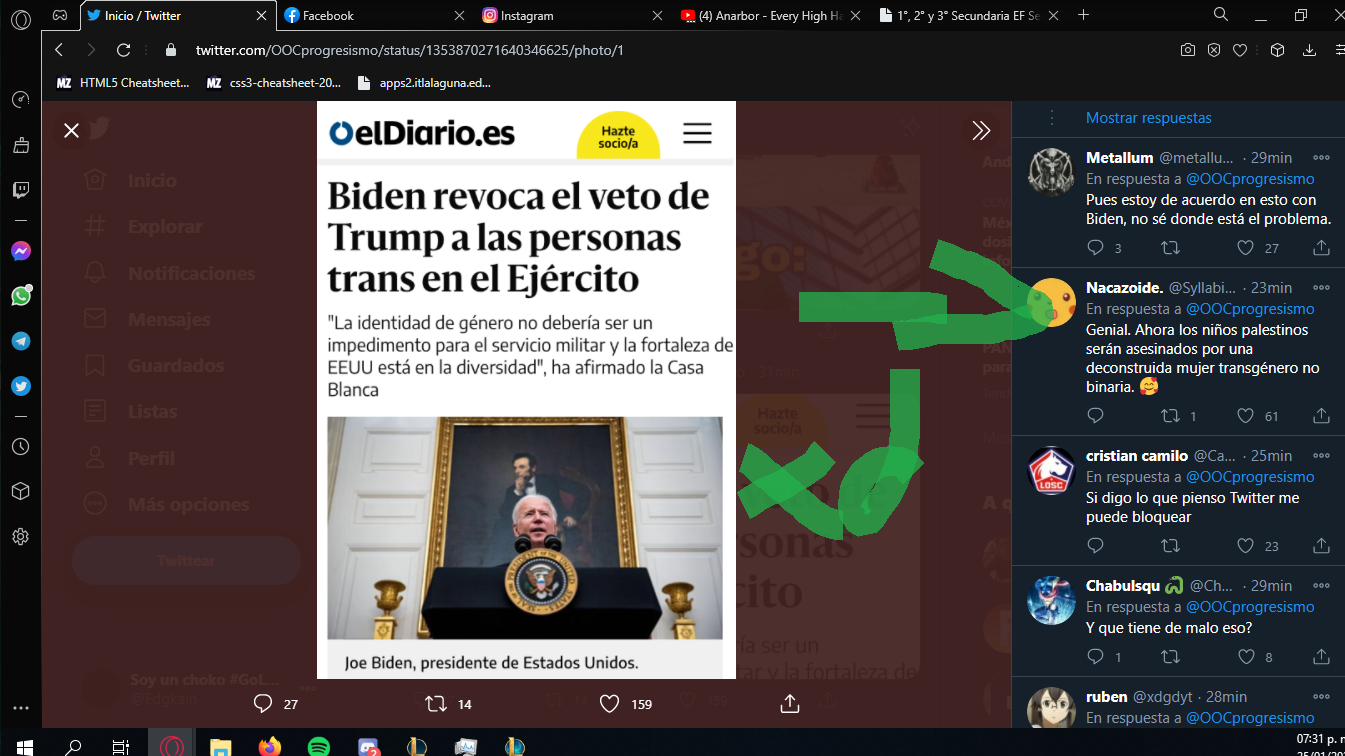 Inicio / Twitter
Facebook
Instagram
(4) Anarbor - Every High Ha
1°, 2° y 3° Secundaria EF Se
twitter.com/OOCprogresismo/status/1353870271640346625/photo/1
MZ HTML5 Cheatsheet...
MZ css3-cheatsheet-20...
apps2.itlalaguna.ed...
Inicio
Explorar
Notificaciones
Mensajes
Guardados
Listas
Perfil
Más opciones
Twittear
Soy un choko #GoL...
@Edgkain
elDiario.es
Hazte
socio/a
Biden revoca el veto de
Trump a las personas
trans en el Ejército
"La identidad de género no debería ser un
impedimento para el servicio militar y la fortaleza de
EEUU está en la diversidad", ha afirmado la Casa
Blanca
Joe Biden, presidente de Estados Unidos.
27
14
159
xd
Hazte
socio/a
Mostrar respuestas
Metallum @metallu... · 29min
En respuesta a @OOCprogresismo
Pues estoy de acuerdo en esto con
Biden, no sé donde está el problema.
3
27
Nacazoide. @Syllabi... · 23min
En respuesta a @OOCprogresismo
Genial. Ahora los niños palestinos
serán asesinados por una
deconstruida mujer transgénero no
binaria. 🥰
1
61
LOSC
cristian camilo @Ca... · 25min
En respuesta a @OOCprogresismo
Si digo lo que pienso Twitter me
puede bloquear
23
Chabulsqu @Ch... · 29min
En respuesta a @OOCprogresismo
Y que tiene de malo eso?
1
8
ruben @xdgdyt · 28min
En respuesta a @OOCprogresismo
07:31 p. m